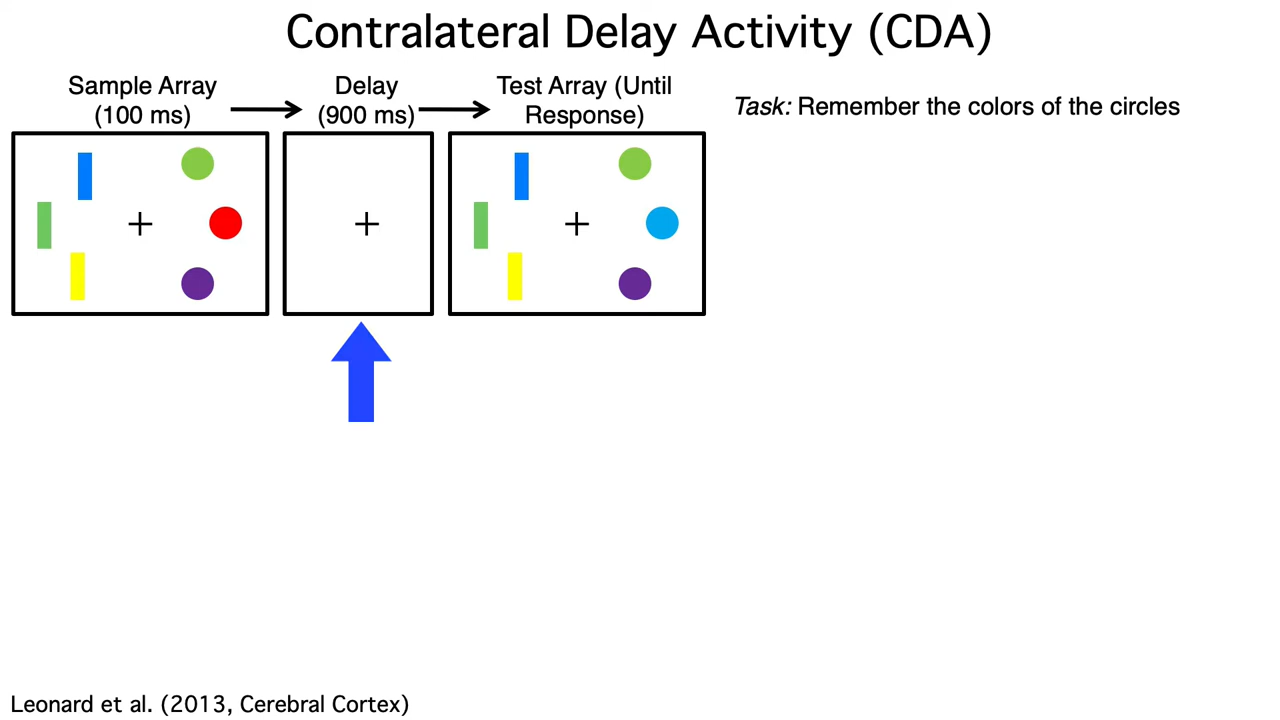 Contralateral Delay Activity (CDA)
Sample Array
(100 ms)
Delay
(900 ms)
Test Array (Until
Response)
Task: Remember the colors of the circles
Leonard et al. (2013, Cerebral Cortex)